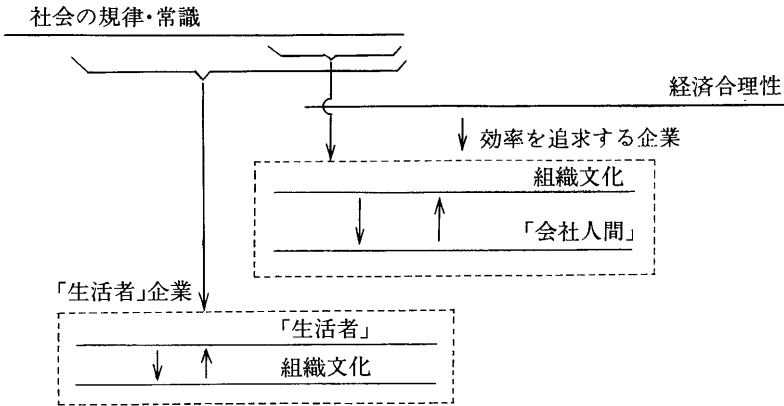 社会の規律・常識
経済合理性
効率を追求する企業
組織文化
「会社人間」
「生活者」企業
「生活者」
組織文化